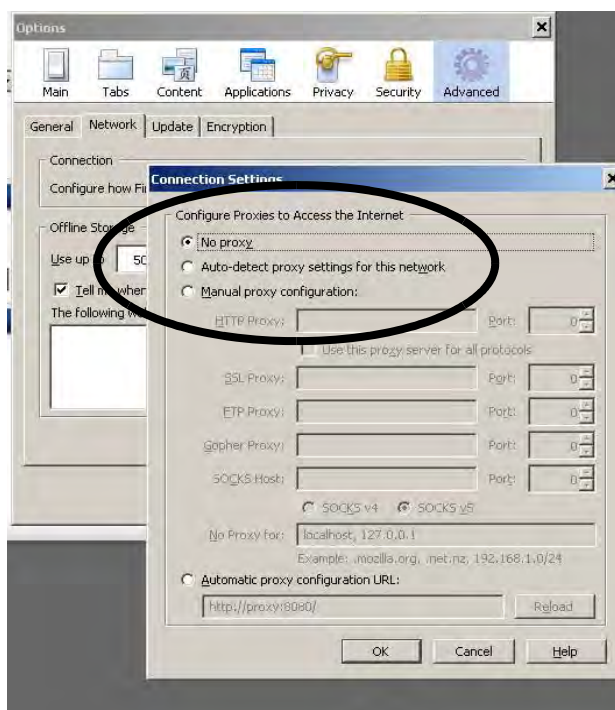 Options
Main Tabs Content Applications Privacy Security Advanced
General Network Update Encryption
Connection
Configure how Fi
Connection Settings
Offline Storage
Use up to 50
Tell me when
The following we
Configure Proxies to Access the Internet
No proxy
Auto-detect proxy settings for this network
Manual proxy configuration:
HTTP Proxy: Port: 0
Use this proxy server for all protocols
SSL Proxy: Port: 0
FTP Proxy: Port: 0
Gopher Proxy: Port: 0
SOCKS Host: Port: 0
SOCKS v4 SOCKS v5
No Proxy for: localhost, 127.0.0.1
Example: .mozilla.org, .net.nz, 192.168.1.0/24
Automatic proxy configuration URL:
http://proxy:8080/ Reload
OK Cancel Help